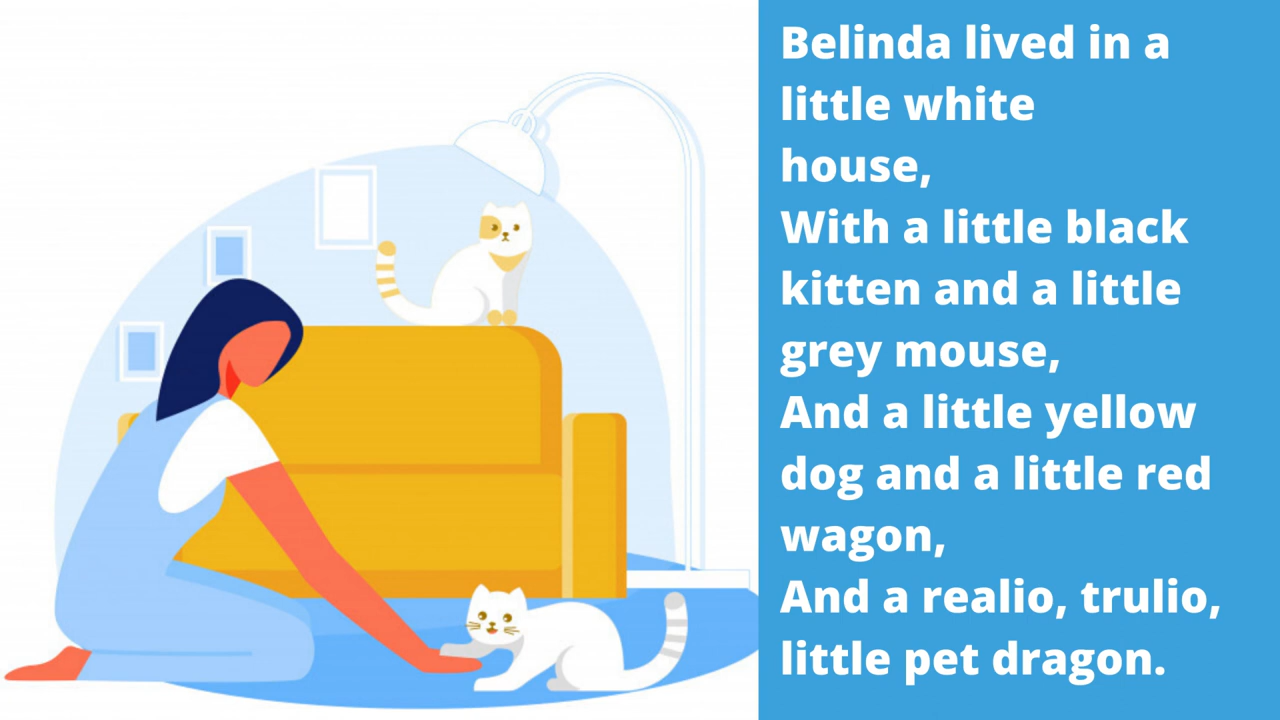 Belinda lived in a
little white
house,
With a little black
kitten and a little
grey mouse,
And a little yellow
dog and a little red
wagon,
And a realio, trulio,
little pet dragon.